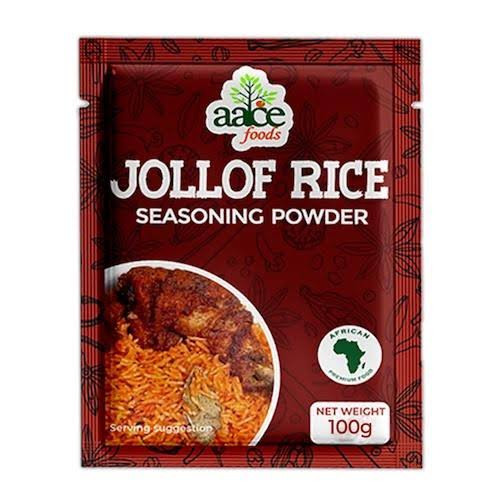 aace
foods
JOLLOF RICE
SEASONING POWDER
AFRICAN
PREMIUM FOOD
Serving suggestion
NET WEIGHT
100g